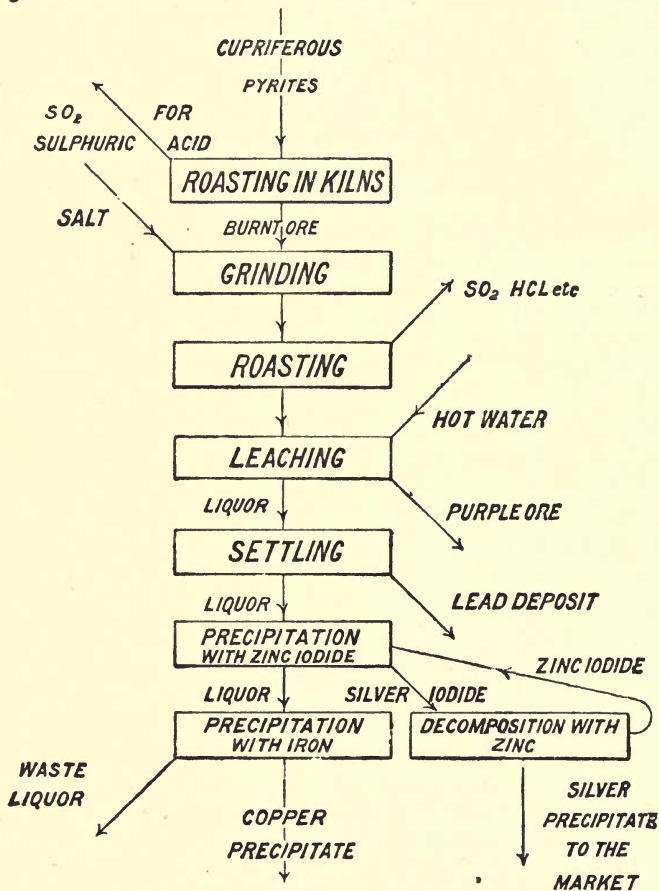 CUPRIFEROUS
PYRITES
SO₂ FOR
SULPHURIC ACID
ROASTING IN KILNS
SALT
BURNT ORE
GRINDING
SO₂ HCL etc
ROASTING
HOT WATER
LEACHING
LIQUOR
PURPLE ORE
SETTLING
LIQUOR
LEAD DEPOSIT
PRECIPITATION
WITH ZINC IODIDE
ZINC IODIDE
LIQUOR
SILVER IODIDE
PRECIPITATION
WITH IRON
DECOMPOSITION WITH
ZINC
WASTE
LIQUOR
COPPER
PRECIPITATE
SILVER
PRECIPITATE
TO THE
MARKET